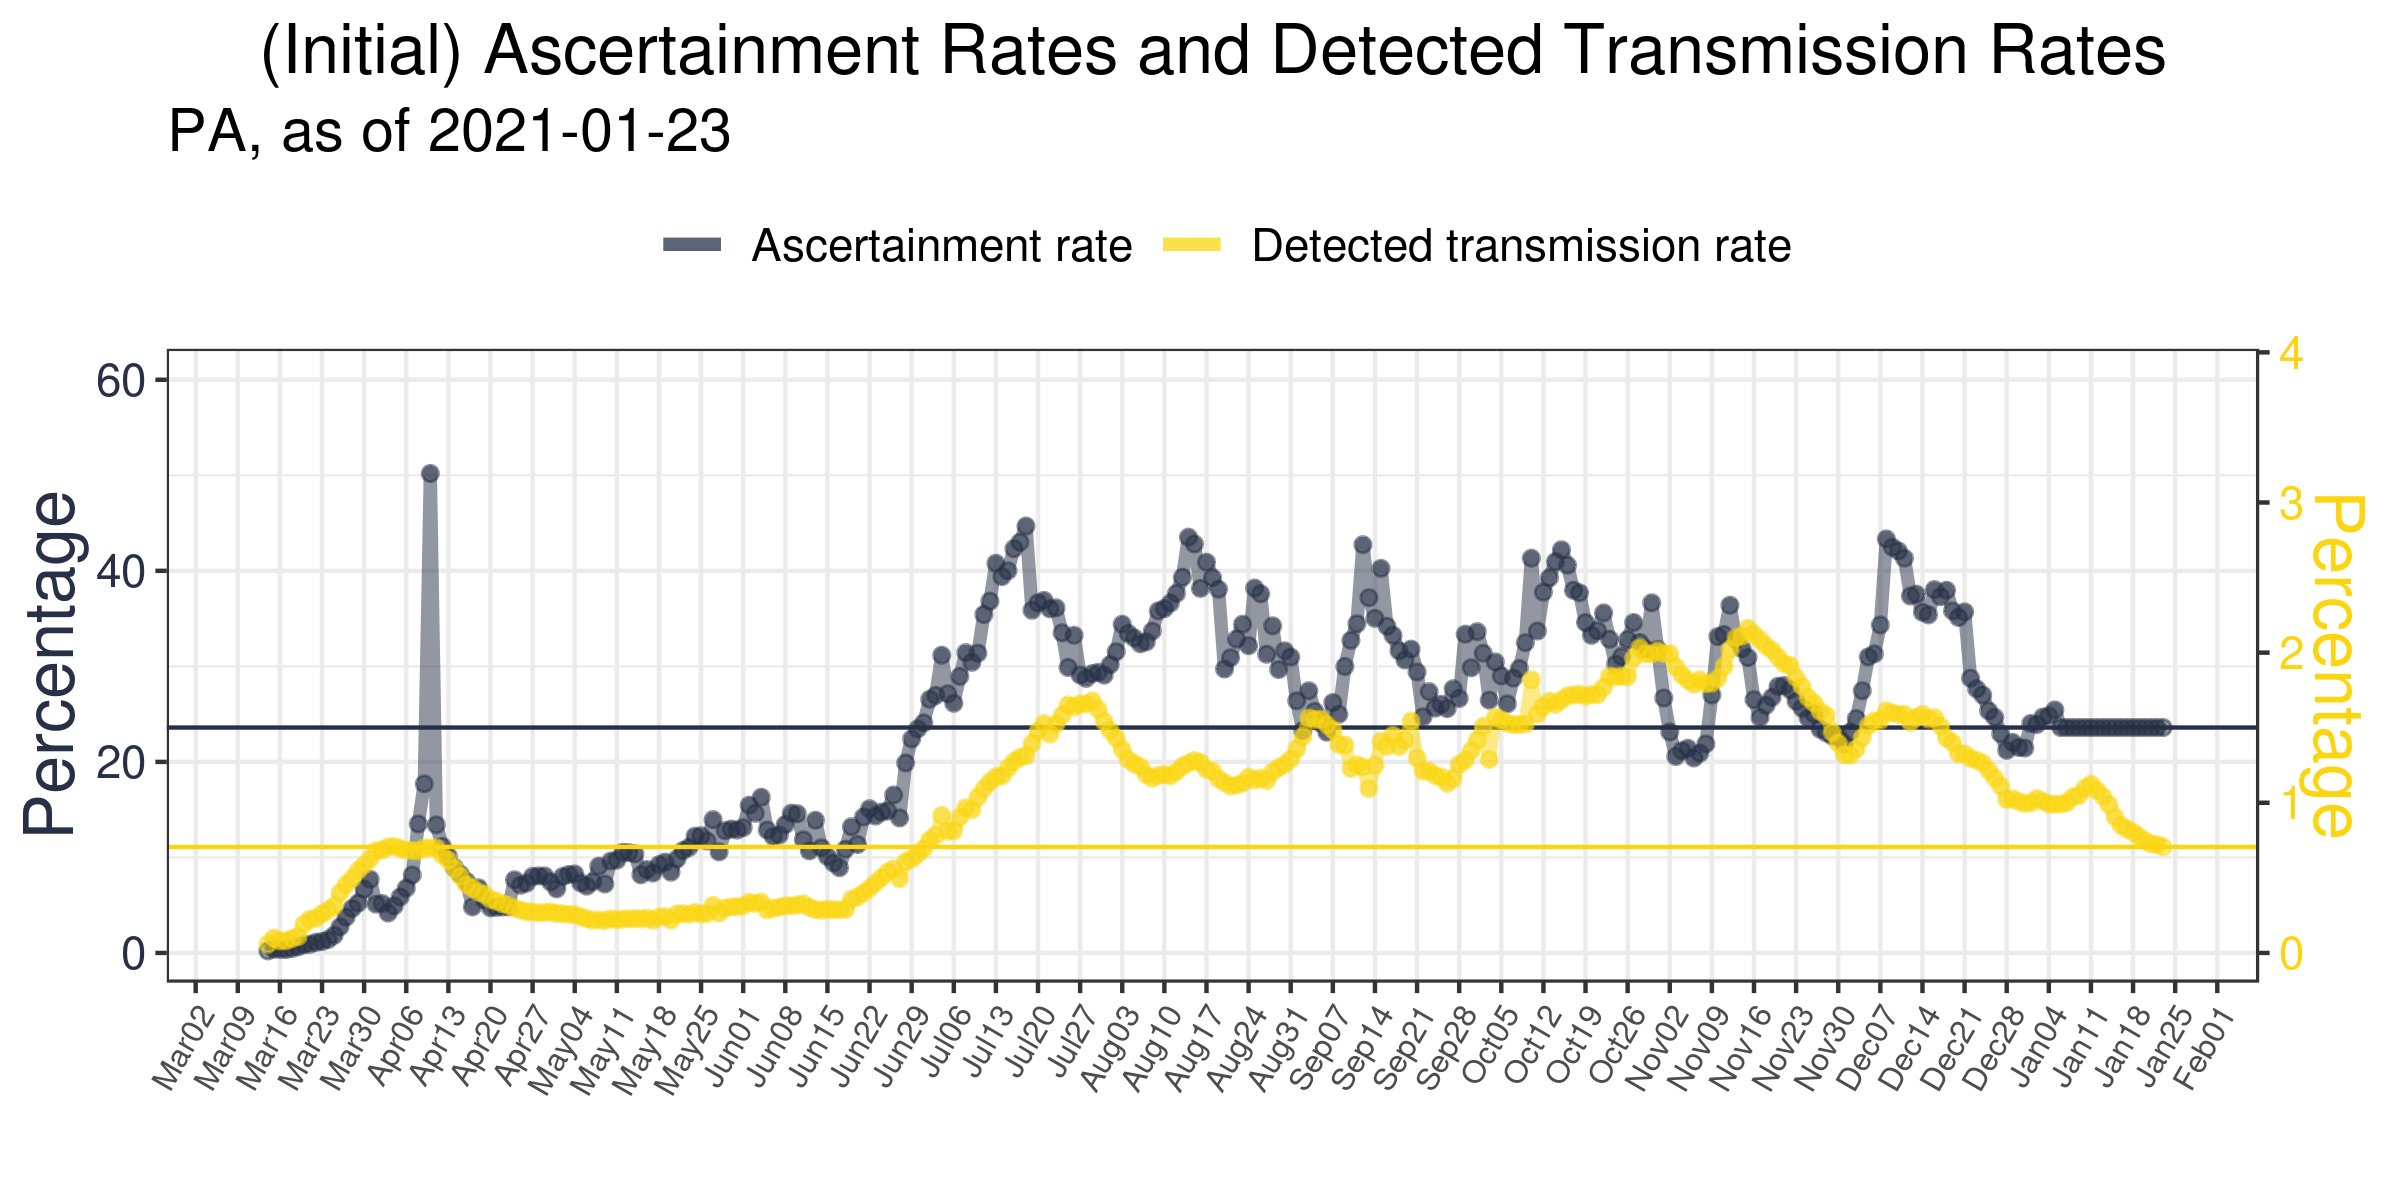 (Initial) Ascertainment Rates and Detected Transmission Rates
PA, as of 2021-01-23
Ascertainment rate Detected transmission rate
Percentage
60
40
20
0
4
3
2
1
0
Percentage
Mar02 Mar09 Mar16 Mar23 Mar30 Apr06 Apr13 Apr20 Apr27 May04 May11 May18 May25 Jun01 Jun08 Jun15 Jun22 Jun29 Jul06 Jul13 Jul20 Jul27 Aug03 Aug10 Aug17 Aug24 Aug31 Sep07 Sep14 Sep21 Sep28 Oct05 Oct12 Oct19 Oct26 Nov02 Nov09 Nov16 Nov23 Nov30 Dec07 Dec14 Dec21 Dec28 Jan04 Jan11 Jan18 Jan25 Feb01